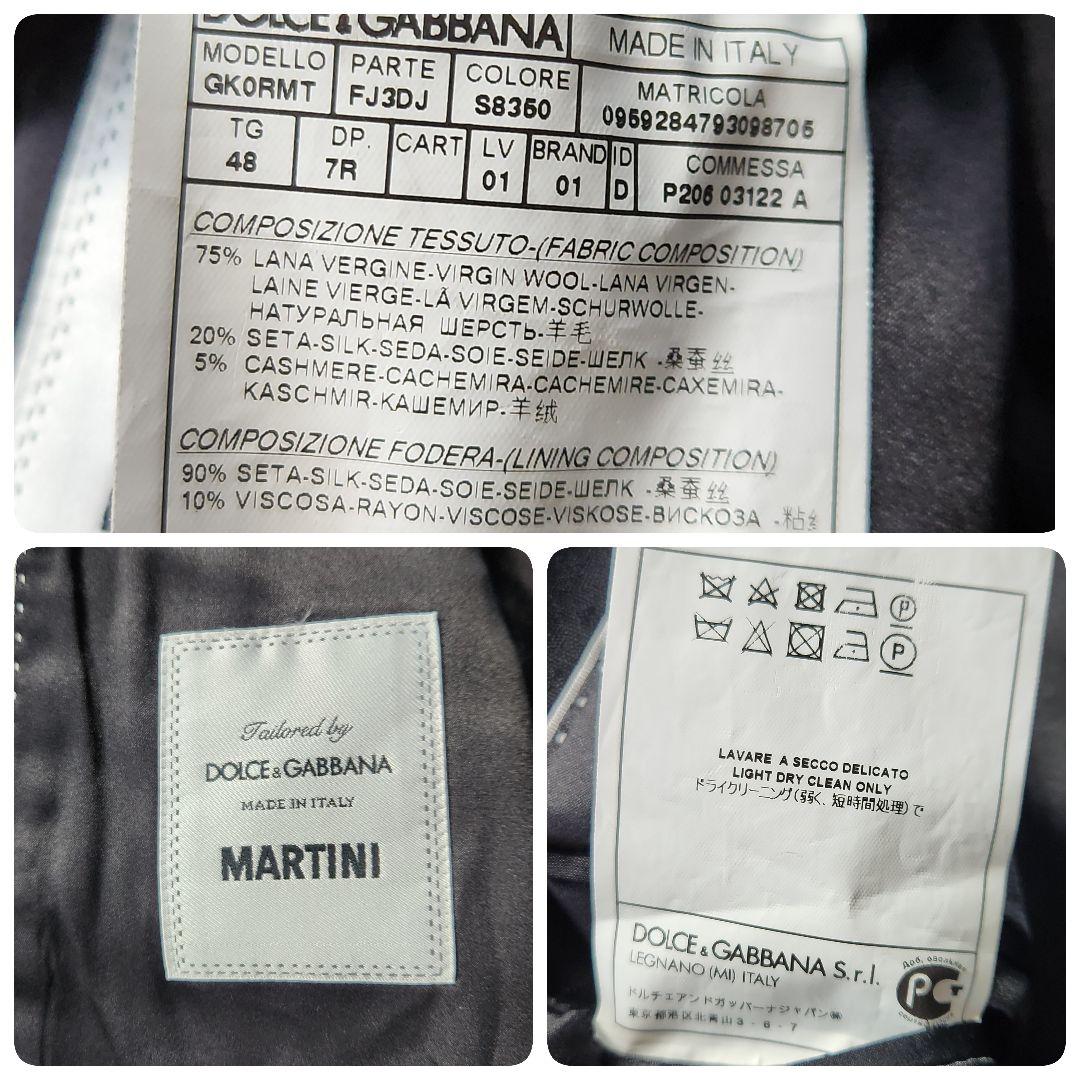 DOLCE & GABBANA
MADE IN ITALY
MODELLO PARTE COLORE MATRICOLA
GK0RMT FJ3DJ S8350 0959284793098705
TG DP. CART LV BRAND ID COMMESSA
48 7R 01 01 D P206 03122 A
COMPOSIZIONE TESSUTO-(FABRIC COMPOSITION)
75% LANA VERGINE-VIRGIN WOOL-LANA VIRGEN-
LAINE VIERGE-LÃ VIRGEM-SCHURWOLLE-
НАТУРАЛЬНАЯ ШЕРСТЬ-羊毛
20% SETA-SILK-SEDA-SOIE-SEIDE-ШЕЛК -桑蚕丝
5% CASHMERE-CACHEMIRA-CACHEMIRE-CAXEMIRA-
KASCHMIR-КАШЕМИР-羊绒
COMPOSIZIONE FODERA-(LINING COMPOSITION)
90% SETA-SILK-SEDA-SOIE-SEIDE-ШЕЛК -桑蚕丝
10% VISCOSA-RAYON-VISCOSE-VISKOSE-ВИСКОЗА -粘
Tailored by
DOLCE & GABBANA
MADE IN ITALY
MARTINI
P
P
LAVARE A SECCO DELICATO
LIGHT DRY CLEAN ONLY
ドライクリーニング(弱く、短時間処理)で
DOLCE & GABBANA S.r.l.
LEGNANO (MI) ITALY
ドルチェアンドガッバーナジャパン㈱
東京都港区北青山3-6-7